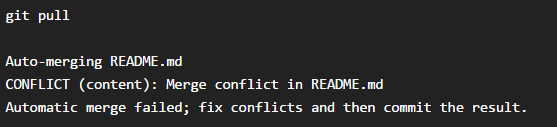 git pull
Auto-merging README.md
CONFLICT (content): Merge conflict in README.md
Automatic merge failed; fix conflicts and then commit the result.